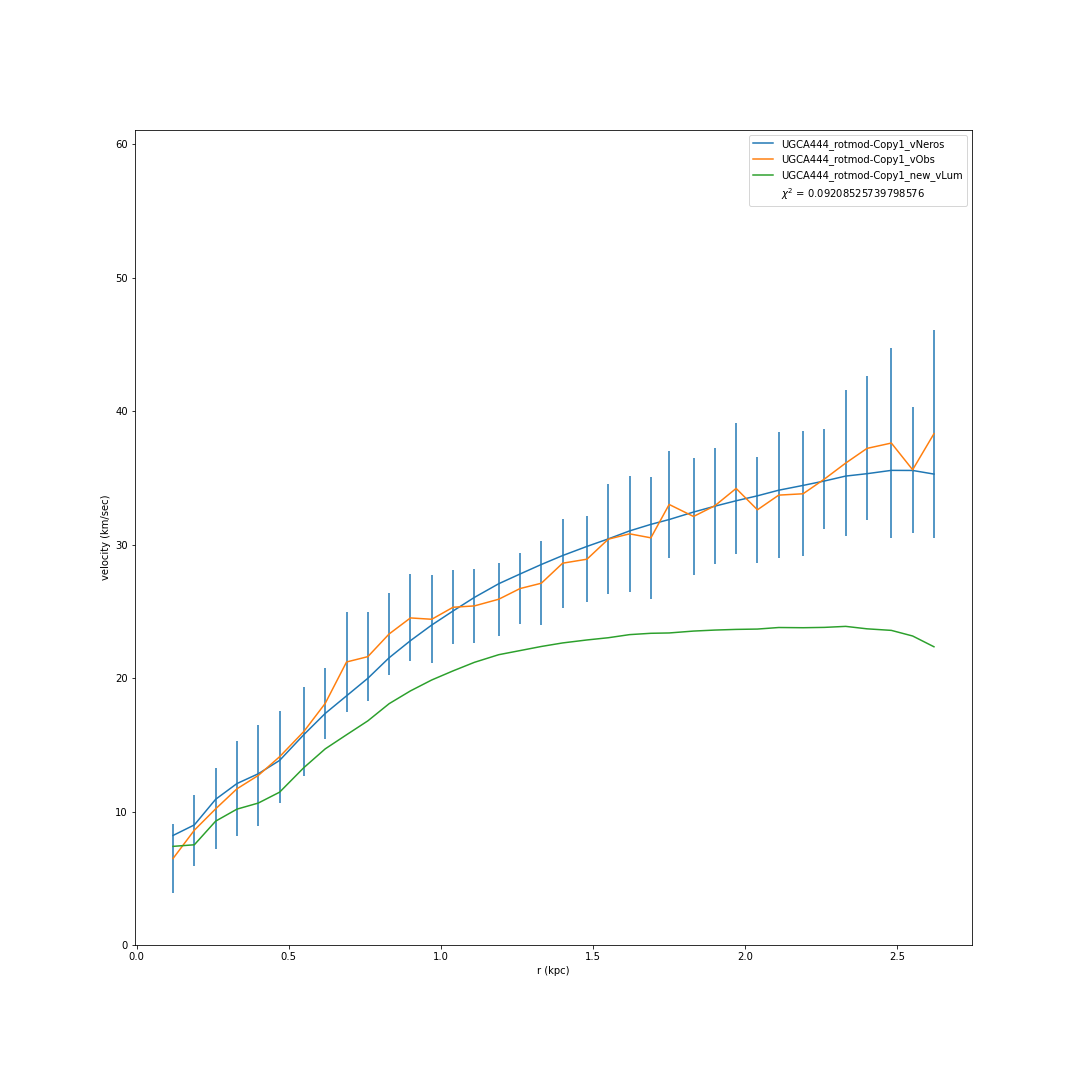 UGCA444_rotmod-Copy1_vNeros
UGCA444_rotmod-Copy1_vObs
UGCA444_rotmod-Copy1_new_vLum
χ² = 0.09208525739798576
60
50
40
30
20
10
0
velocity (km/sec)
0.0 0.5 1.0 1.5 2.0 2.5
r (kpc)